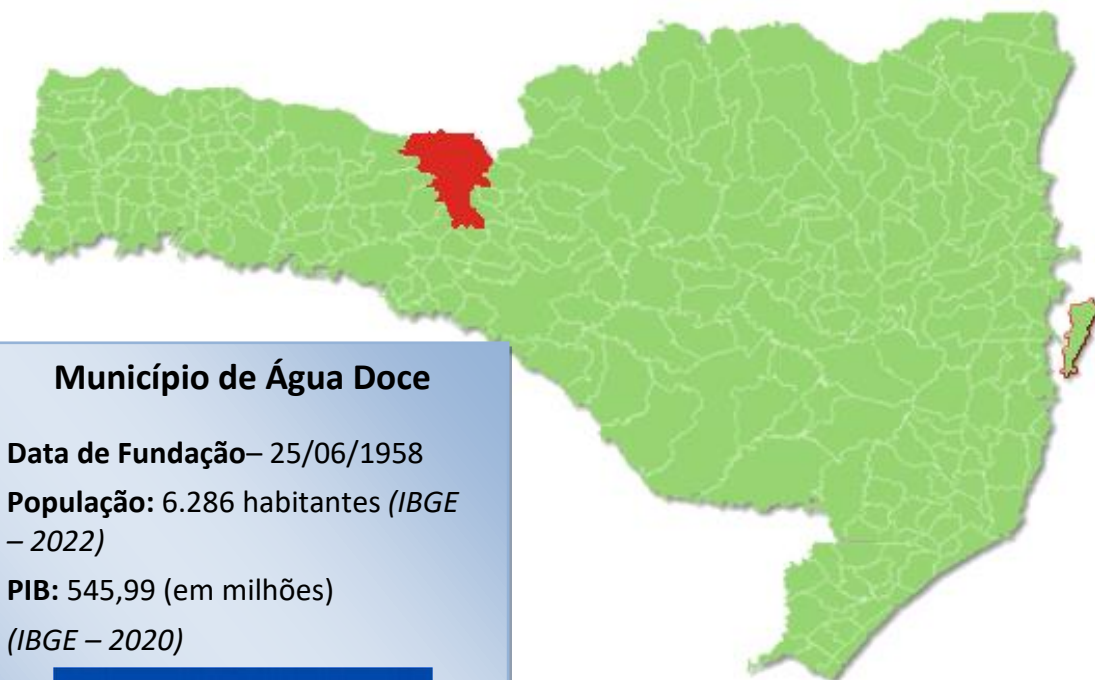 Município de Água Doce
Data de Fundação– 25/06/1958
População: 6.286 habitantes (IBGE
– 2022)
PIB: 545,99 (em milhões)
(IBGE – 2020)